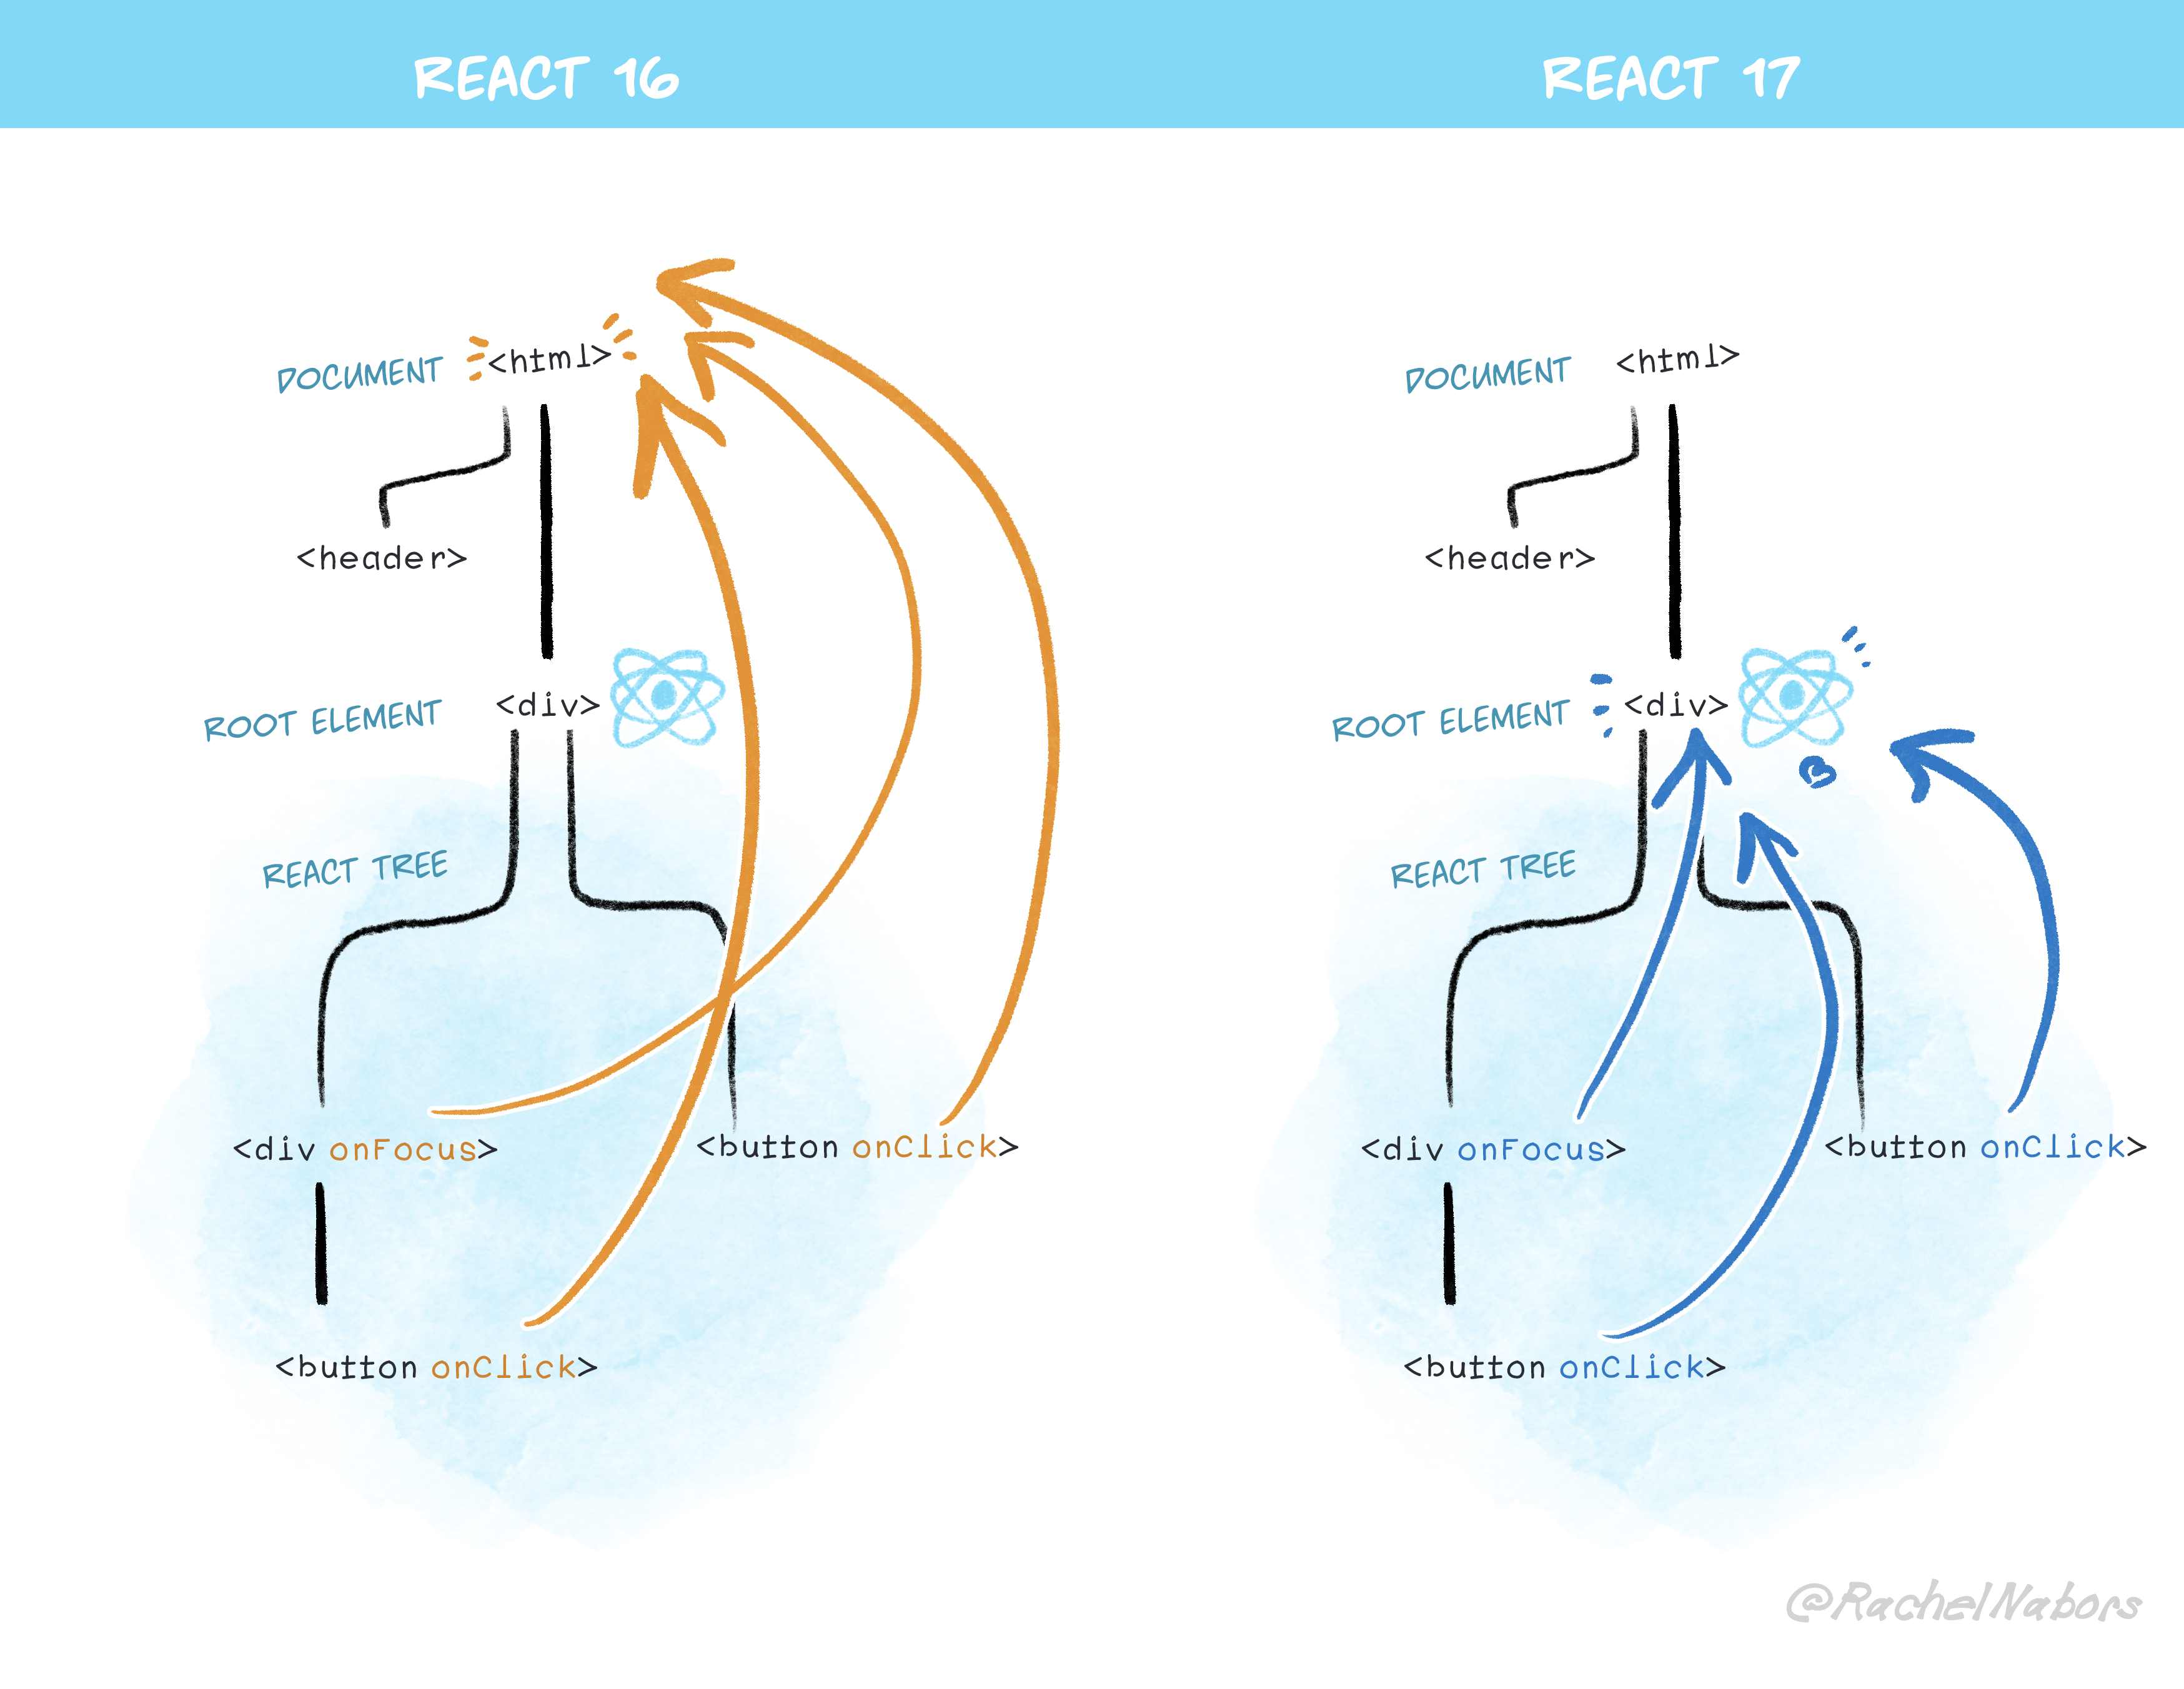 REACT 16
DOCUMENT <html>
<header>
ROOT ELEMENT <div>
REACT TREE
<div onFocus> <button onClick>
<button onClick>
REACT 17
DOCUMENT <html>
<header>
ROOT ELEMENT <div>
REACT TREE
<div onFocus> <button onClick>
<button onClick>
@RachelNabors